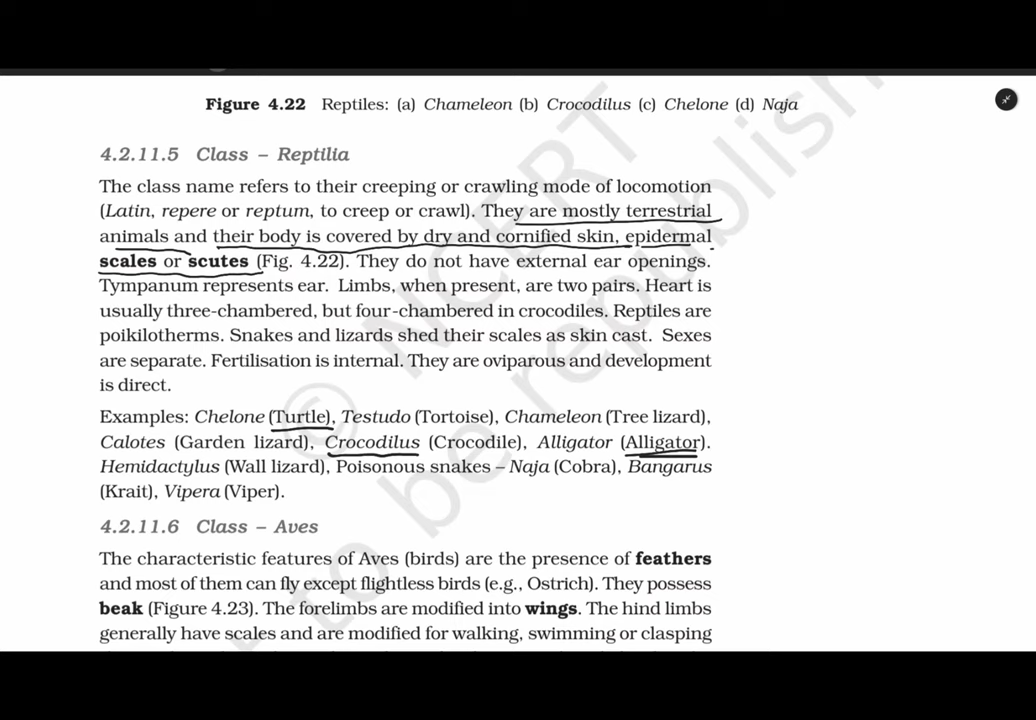 Figure 4.22 Reptiles: (a) Chameleon (b) Crocodilus (c) Chelone (d) Naja
4.2.11.5 Class – Reptilia
The class name refers to their creeping or crawling mode of locomotion
(Latin, repere or reptum, to creep or crawl). They are mostly terrestrial
animals and their body is covered by dry and cornified skin, epidermal
scales or scutes (Fig. 4.22). They do not have external ear openings.
Tympanum represents ear. Limbs, when present, are two pairs. Heart is
usually three-chambered, but four-chambered in crocodiles. Reptiles are
poikilotherms. Snakes and lizards shed their scales as skin cast. Sexes
are separate. Fertilisation is internal. They are oviparous and development
is direct.
Examples: Chelone (Turtle), Testudo (Tortoise), Chameleon (Tree lizard),
Calotes (Garden lizard), Crocodilus (Crocodile), Alligator (Alligator).
Hemidactylus (Wall lizard), Poisonous snakes – Naja (Cobra), Bangarus
(Krait), Vipera (Viper).
4.2.11.6 Class – Aves
The characteristic features of Aves (birds) are the presence of feathers
and most of them can fly except flightless birds (e.g., Ostrich). They possess
beak (Figure 4.23). The forelimbs are modified into wings. The hind limbs
generally have scales and are modified for walking, swimming or clasping
© NCERT
to be republish